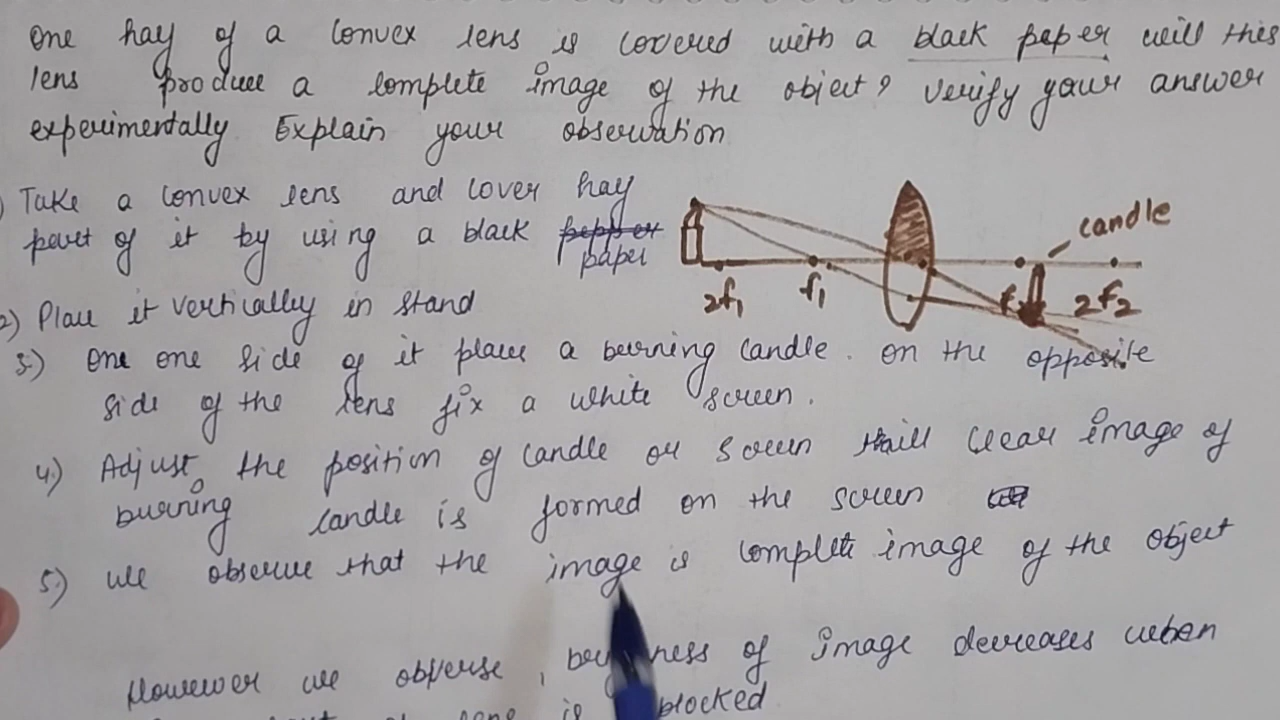 One hay of a convex lens is covered with a black paper will this
lens produce a complete image of the object? Verify your answer
experimentally Explain your observation
) Take a convex lens and cover hay
part of it by using a black
paper
candle
2f₁ f₁ 2f₂
2) Place it vertically in stand
3.) One one side of it place a burning candle. on the opposite
side of the lens fix a white screen.
4.) Adjust the position of candle or screen till clear image of
burning candle is formed on the screen
5.) we observe that the image is complete image of the object
However we observe, of image decreases when
lens is blocked